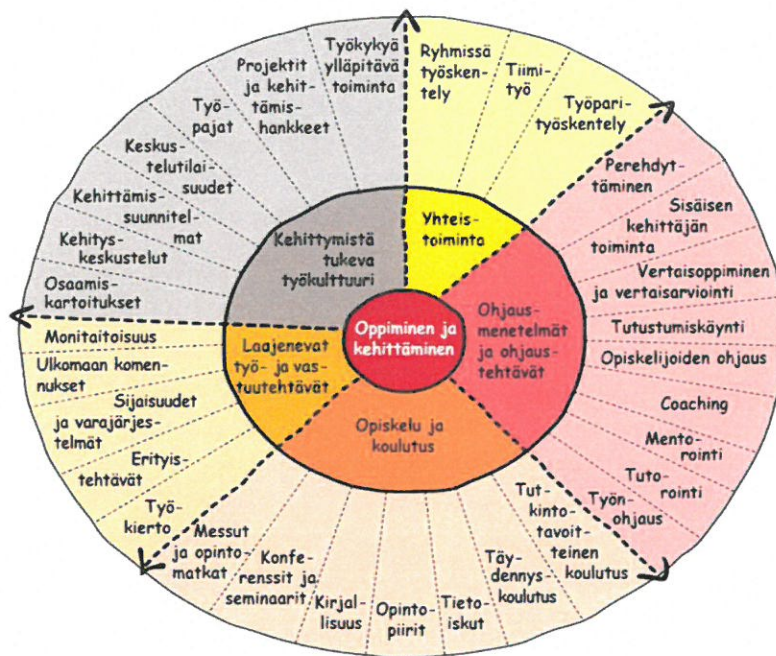 Työkykyä
ylläpitävä
toiminta
Projektit
ja kehit-
tämis-
hankkeet
Työ-
pajat
Keskus-
telutilai-
suudet
Kehittämis-
suunnitel-
mat
Kehitys-
keskustelut
Osaamis-
kartoitukset
Ryhmissä
työsken-
tely
Tiimi-
työ
Työpari-
työskentely
Perehdyt-
täminen
Sisäisen
kehittäjän
toiminta
Vertaisoppiminen
ja vertaisarviointi
Tutustumiskäynti
Opiskelijoiden ohjaus
Coaching
Mento-
rointi
Tuto-
rointi
Työn-
ohjaus
Kehittymistä
tukeva
työkulttuuri
Yhteis-
toiminta
Oppiminen ja
kehittäminen
Ohjaus-
menetelmät
ja ohjaus-
tehtävät
Laajenevat
työ- ja vas-
tuutehtävät
Opiskelu ja
koulutus
Monitaitoisuus
Ulkomaan komen-
nukset
Sijaisuudet
ja varajärjes-
telmät
Erityis-
tehtävät
Työ-
kierto
Messut
ja opinto-
matkat
Konfe-
renssit ja
seminaarit
Kirjal-
lisuus
Opinto-
piirit
Tieto-
iskut
Täy-
dennys-
koulutus
Tut-
kinto-
tavoit-
teinen
koulutus